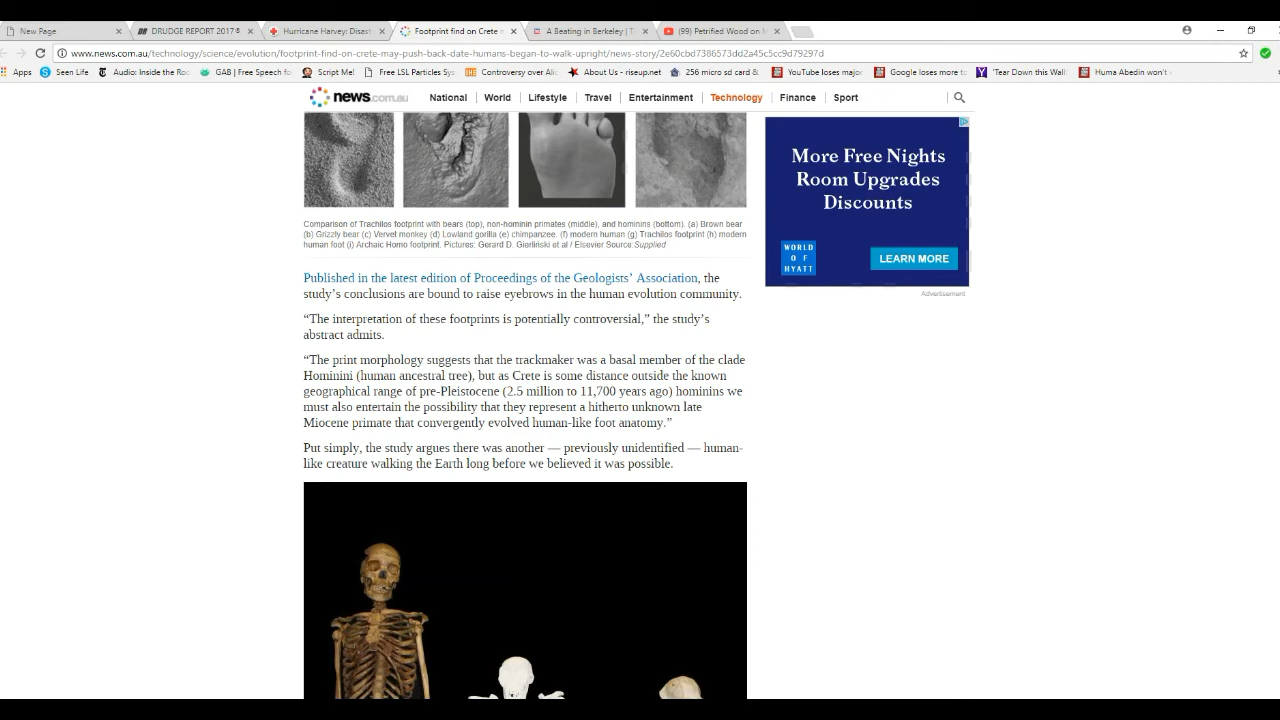 New Page
DRUDGE REPORT 2017®
Hurricane Harvey: Disast
Footprint find on Crete
A Beating in Berkeley | T
(99) Petrified Wood on M
www.news.com.au/technology/science/evolution/footprint-find-on-crete-may-push-back-date-humans-began-to-walk-upright/news-story/2e60cbd7386573dd2a45c5cc9d79297d
Apps
Seen Life
Audio: Inside the Ro
GAB | Free Speech fo
Script Me!
Free LSL Particles Sy
Controversy over Ali
About Us - riseup.net
256 micro sd card &
YouTube loses major
Google loses more t
'Tear Down this Wall
Huma Abedin won't
news.com.au
National
World
Lifestyle
Travel
Entertainment
Technology
Finance
Sport
Comparison of Trachilos footprint with bears (top), non-hominin primates (middle), and hominins (bottom). (a) Brown bear
(b) Grizzly bear (c) Vervel monkey (d) Lowland gorilla (e) chimpanzee. (f) modern human (g) Trachilos footprint (h) modern
human foot (i) Archaic Homo footprint. Pictures: Gerard D. Gierliński et al / Elsevier Source:Supplied
Published in the latest edition of Proceedings of the Geologists’ Association, the
study’s conclusions are bound to raise eyebrows in the human evolution community.
“The interpretation of these footprints is potentially controversial,” the study’s
abstract admits.
“The print morphology suggests that the trackmaker was a basal member of the clade
Hominini (human ancestral tree), but as Crete is some distance outside the known
geographical range of pre-Pleistocene (2.5 million to 11,700 years ago) hominins we
must also entertain the possibility that they represent a hitherto unknown late
Miocene primate that convergently evolved human-like foot anatomy.”
Put simply, the study argues there was another — previously unidentified — human-
like creature walking the Earth long before we believed it was possible.
More Free Nights
Room Upgrades
Discounts
WORLD
OF
HYATT
LEARN MORE
Advertisement